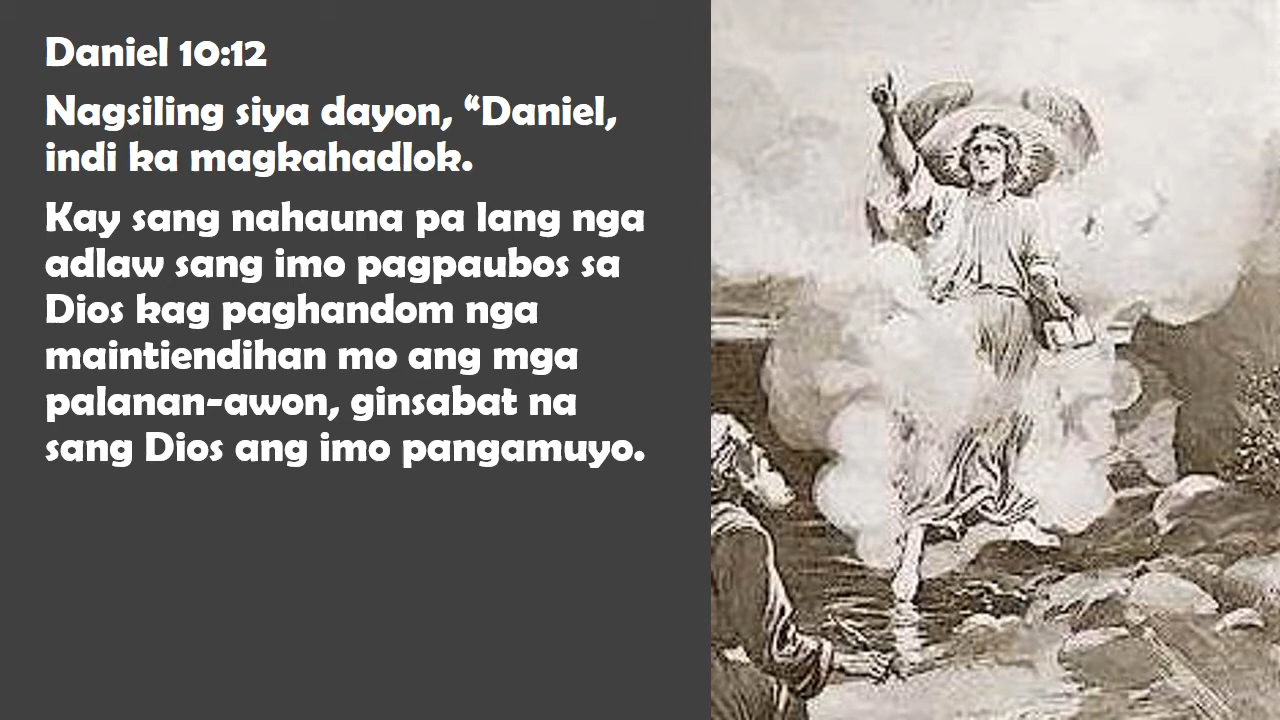 Daniel 10:12
Nagsiling siya dayon, “Daniel,
indi ka magkahadlok.
Kay sang nahauna pa lang nga
adlaw sang imo pagpaubos sa
Dios kag paghandom nga
maintiendihan mo ang mga
palanan-awon, ginsabat na
sang Dios ang imo pangamuyo.